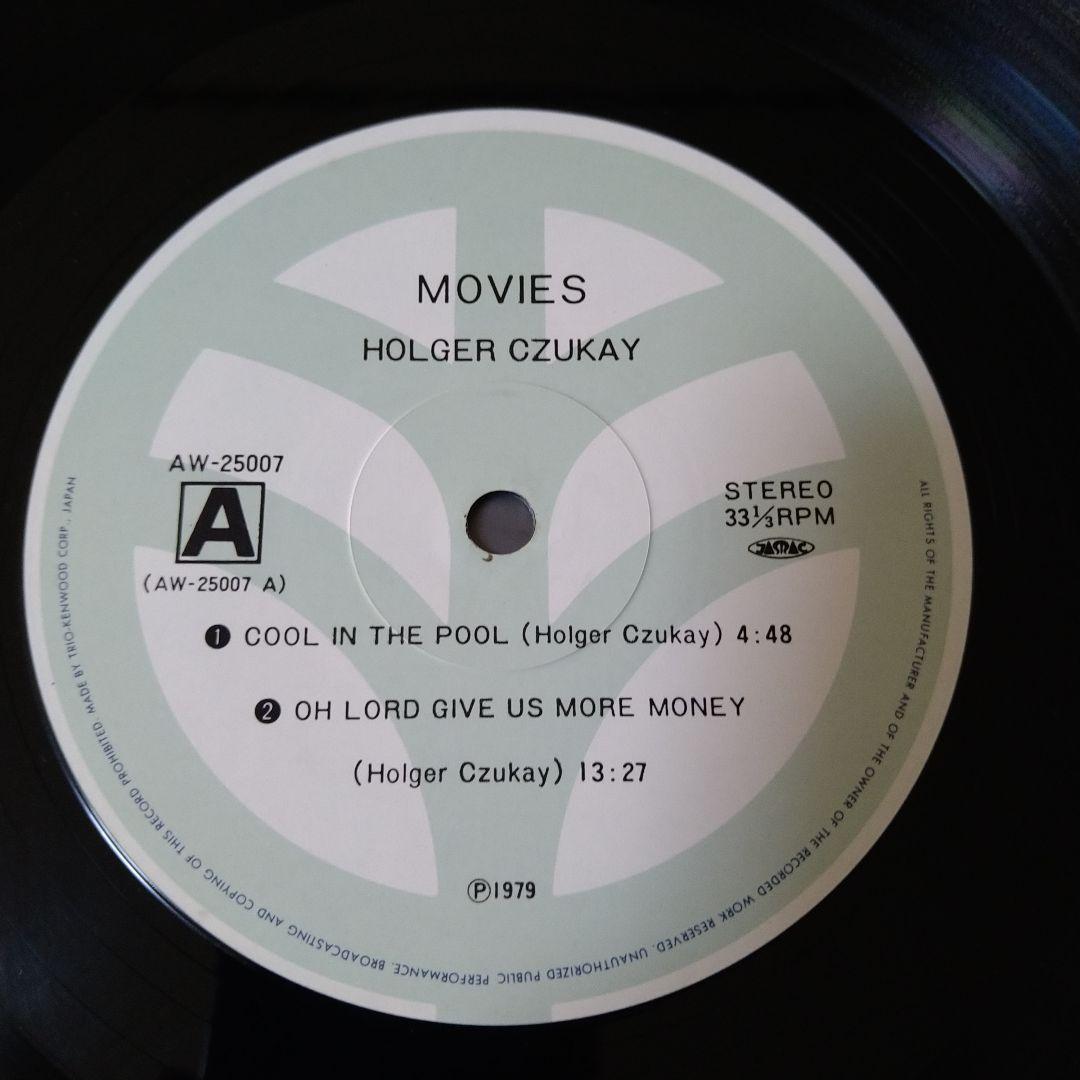 MOVIES
HOLGER CZUKAY
AW-25007
A
(AW-25007 A)
STEREO
33⅓RPM
JASRAC
❶ COOL IN THE POOL (Holger Czukay) 4:48
❷ OH LORD GIVE US MORE MONEY
(Holger Czukay) 13:27
Ⓟ1979
ALL RIGHTS OF THE MANUFACTURER AND OF THE OWNER OF THE RECORDED WORK RESERVED. UNAUTHORIZED PUBLIC PERFORMANCE. BROADCASTING AND COPYING OF THIS RECORD PROHIBITED. MADE BY TRIO-KENWOOD CORP., JAPAN